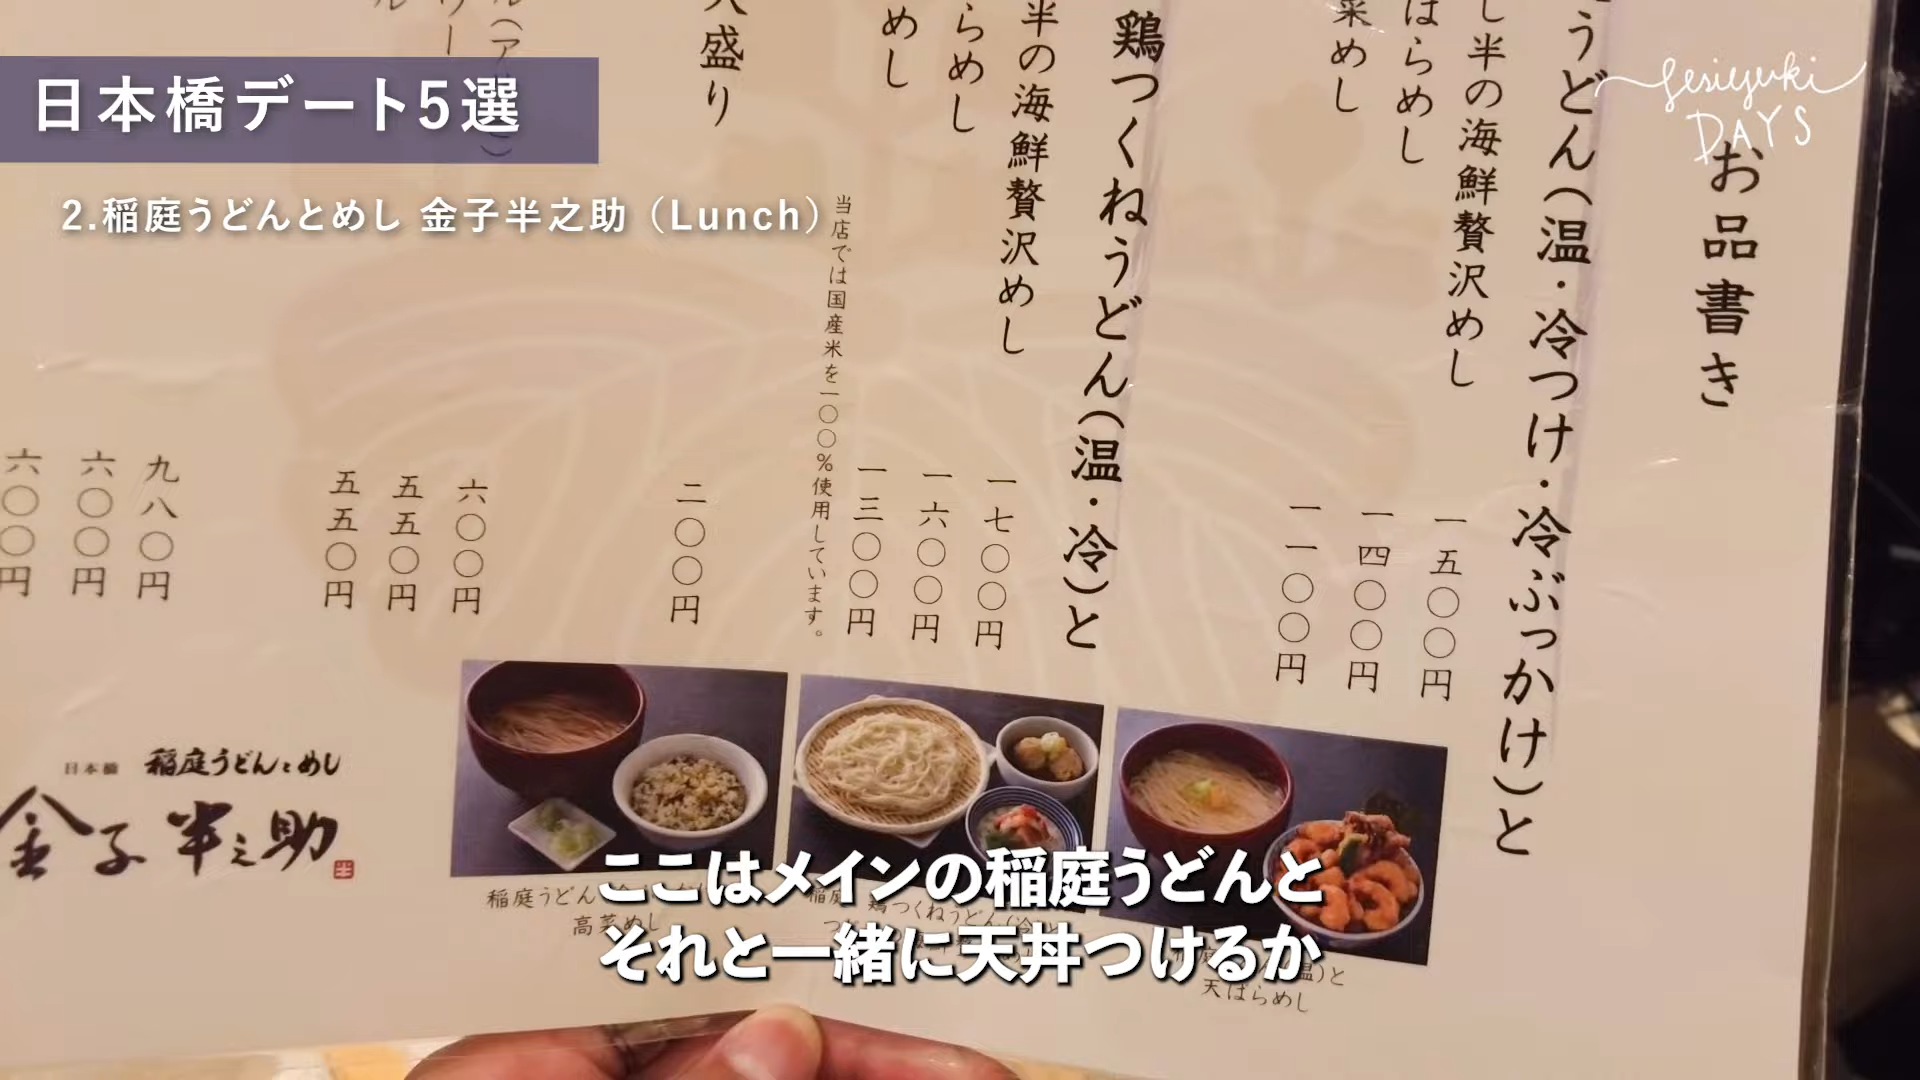 日本橋デート5選
2.稲庭うどんとめし 金子半之助（Lunch）
Lesieyuki
DAYS
お品書き
うどん（温・冷つけ・冷ぶっかけ）と
し半の海鮮贅沢めし
一五〇〇円
ばらめし
一四〇〇円
菜めし
一一〇〇円
鶏つくねうどん（温・冷）と
半の海鮮贅沢めし
一七〇〇円
らめし
一六〇〇円
めし
一三〇〇円
当店では国産米を一〇〇%使用しています。
大盛り
二〇〇円
六〇〇円
五五〇円
五五〇円
九八〇円
六〇〇円
六〇〇円
日本橋 稲庭うどんとめし
金子半之助
半
稲庭うどん
高菜めし
鶏つくねうどん（冷
天ばらめし
ここはメインの稲庭うどんと
それと一緒に天丼つけるか